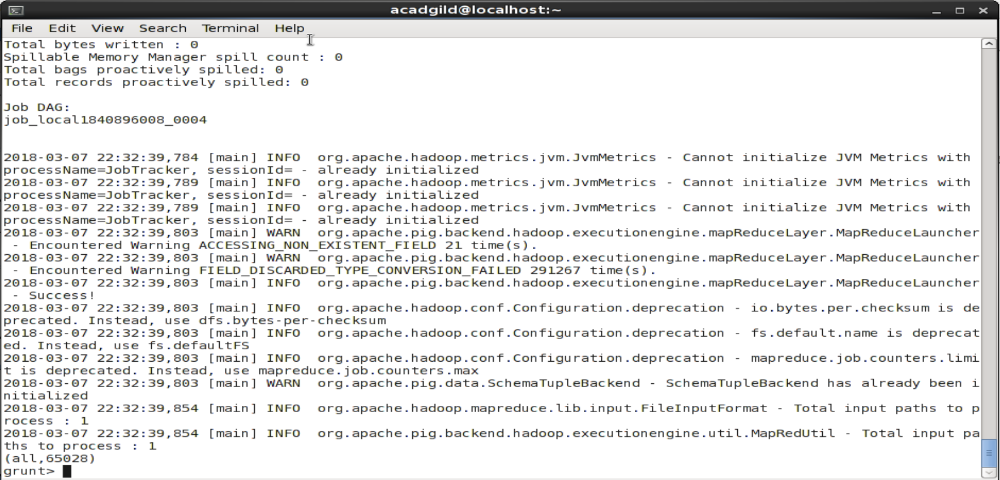 acadgild@localhost:~
File Edit View Search Terminal Help
Total bytes written : 0
Spillable Memory Manager spill count : 0
Total bags proactively spilled: 0
Total records proactively spilled: 0
Job DAG:
job_local1840896008_0004
2018-03-07 22:32:39,784 [main] INFO  org.apache.hadoop.metrics.jvm.JvmMetrics - Cannot initialize JVM Metrics with
processName=JobTracker, sessionId= - already initialized
2018-03-07 22:32:39,789 [main] INFO  org.apache.hadoop.metrics.jvm.JvmMetrics - Cannot initialize JVM Metrics with
processName=JobTracker, sessionId= - already initialized
2018-03-07 22:32:39,789 [main] INFO  org.apache.hadoop.metrics.jvm.JvmMetrics - Cannot initialize JVM Metrics with
processName=JobTracker, sessionId= - already initialized
2018-03-07 22:32:39,803 [main] WARN  org.apache.pig.backend.hadoop.executionengine.mapReduceLayer.MapReduceLauncher
 - Encountered Warning ACCESSING_NON_EXISTENT_FIELD 21 time(s).
2018-03-07 22:32:39,803 [main] WARN  org.apache.pig.backend.hadoop.executionengine.mapReduceLayer.MapReduceLauncher
 - Encountered Warning FIELD_DISCARDED_TYPE_CONVERSION_FAILED 291267 time(s).
2018-03-07 22:32:39,803 [main] INFO  org.apache.pig.backend.hadoop.executionengine.mapReduceLayer.MapReduceLauncher
 - Success!
2018-03-07 22:32:39,803 [main] INFO  org.apache.hadoop.conf.Configuration.deprecation - io.bytes.per.checksum is de
precated. Instead, use dfs.bytes-per-checksum
2018-03-07 22:32:39,803 [main] INFO  org.apache.hadoop.conf.Configuration.deprecation - fs.default.name is deprecat
ed. Instead, use fs.defaultFS
2018-03-07 22:32:39,803 [main] INFO  org.apache.hadoop.conf.Configuration.deprecation - mapreduce.job.counters.limi
t is deprecated. Instead, use mapreduce.job.counters.max
2018-03-07 22:32:39,803 [main] WARN  org.apache.pig.data.SchemaTupleBackend - SchemaTupleBackend has already been i
nitialized
2018-03-07 22:32:39,854 [main] INFO  org.apache.hadoop.mapreduce.lib.input.FileInputFormat - Total input paths to p
rocess : 1
2018-03-07 22:32:39,854 [main] INFO  org.apache.pig.backend.hadoop.executionengine.util.MapRedUtil - Total input pa
ths to process : 1
(all,65028)
grunt>